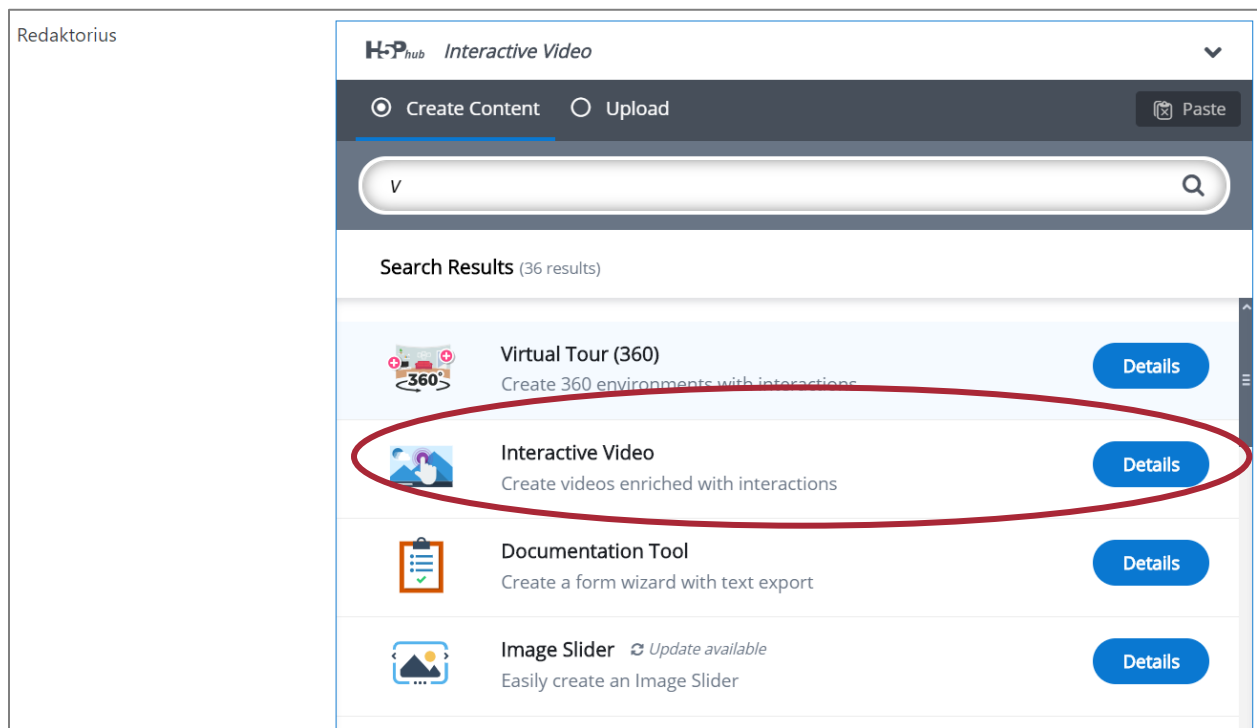 Redaktorius
H5P hub Interactive Video
Create Content Upload Paste
V
Search Results (36 results)
360°
Virtual Tour (360)
Create 360 environments with interactions
Details
Interactive Video
Create videos enriched with interactions
Details
Documentation Tool
Create a form wizard with text export
Details
Image Slider Update available
Easily create an Image Slider
Details